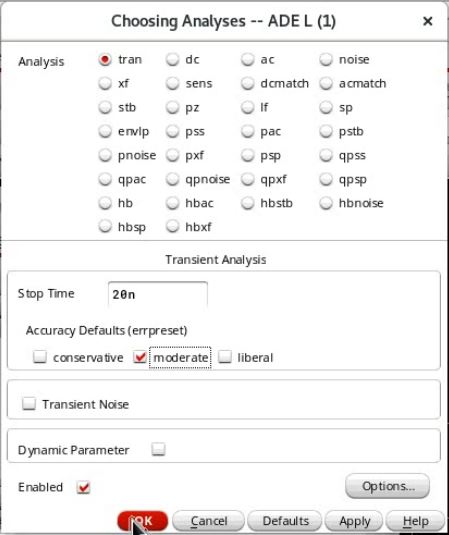 Choosing Analyses -- ADE L (1)
Analysis tran dc ac noise
xf sens dcmatch acmatch
stb pz lf sp
envlp pss pac pstb
pnoise pxf psp qpss
qpac qpnoise qpxf qpsp
hb hbac hbstb hbnoise
hbsp hbxf
Transient Analysis
Stop Time 20n
Accuracy Defaults (errpreset)
conservative moderate liberal
Transient Noise
Dynamic Parameter
Enabled Options...
OK Cancel Defaults Apply Help